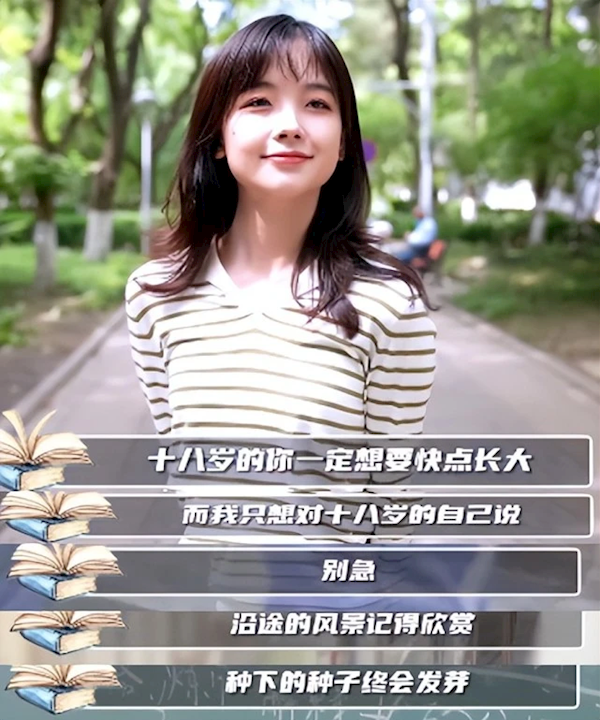 十八岁的你一定想要快点长大
而我只想对十八岁的自己说
别急
沿途的风景记得欣赏
种下的种子终会发芽